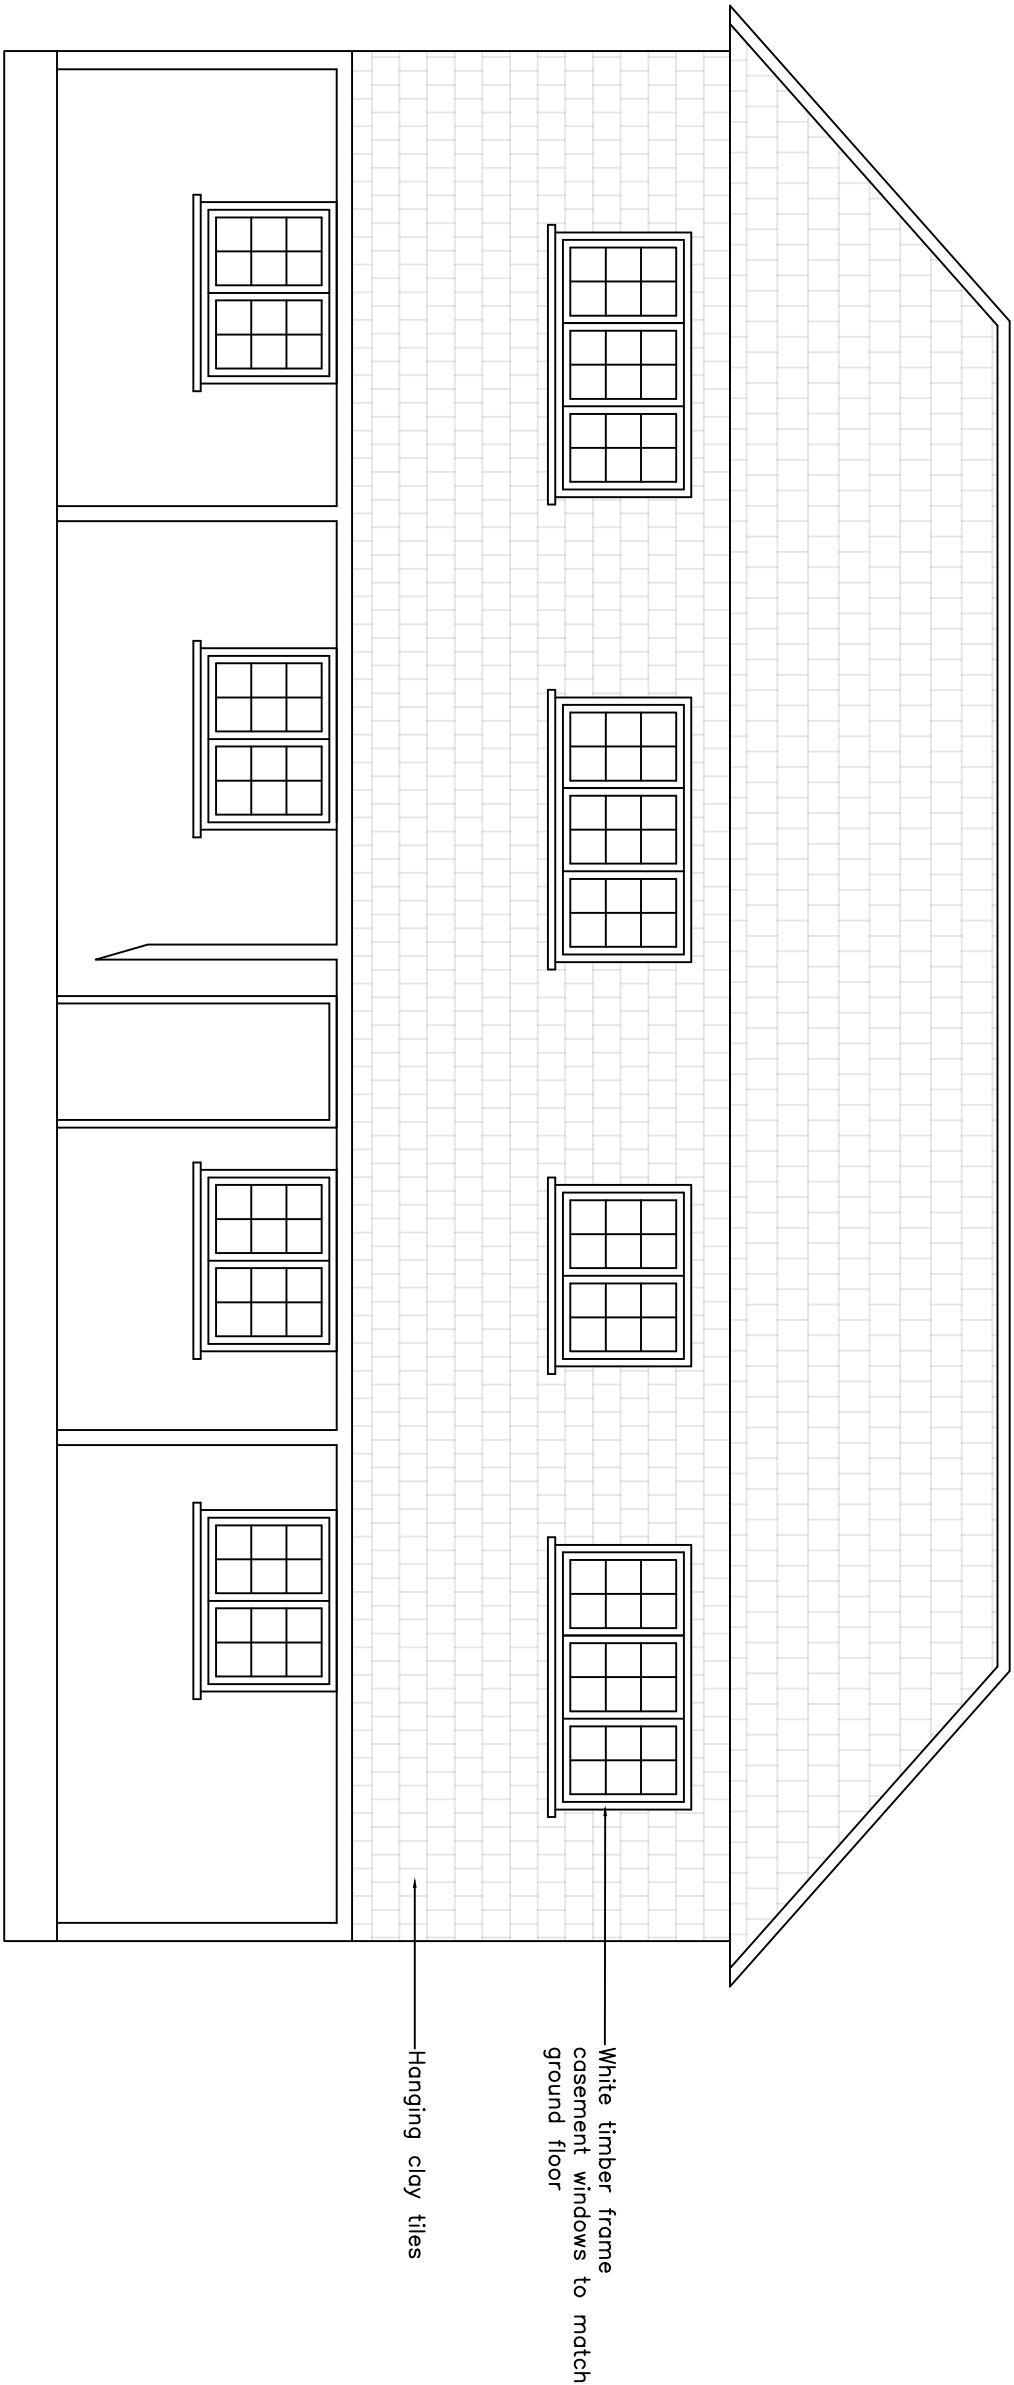 White timber frame
casement windows to match
ground floor
Hanging clay tiles